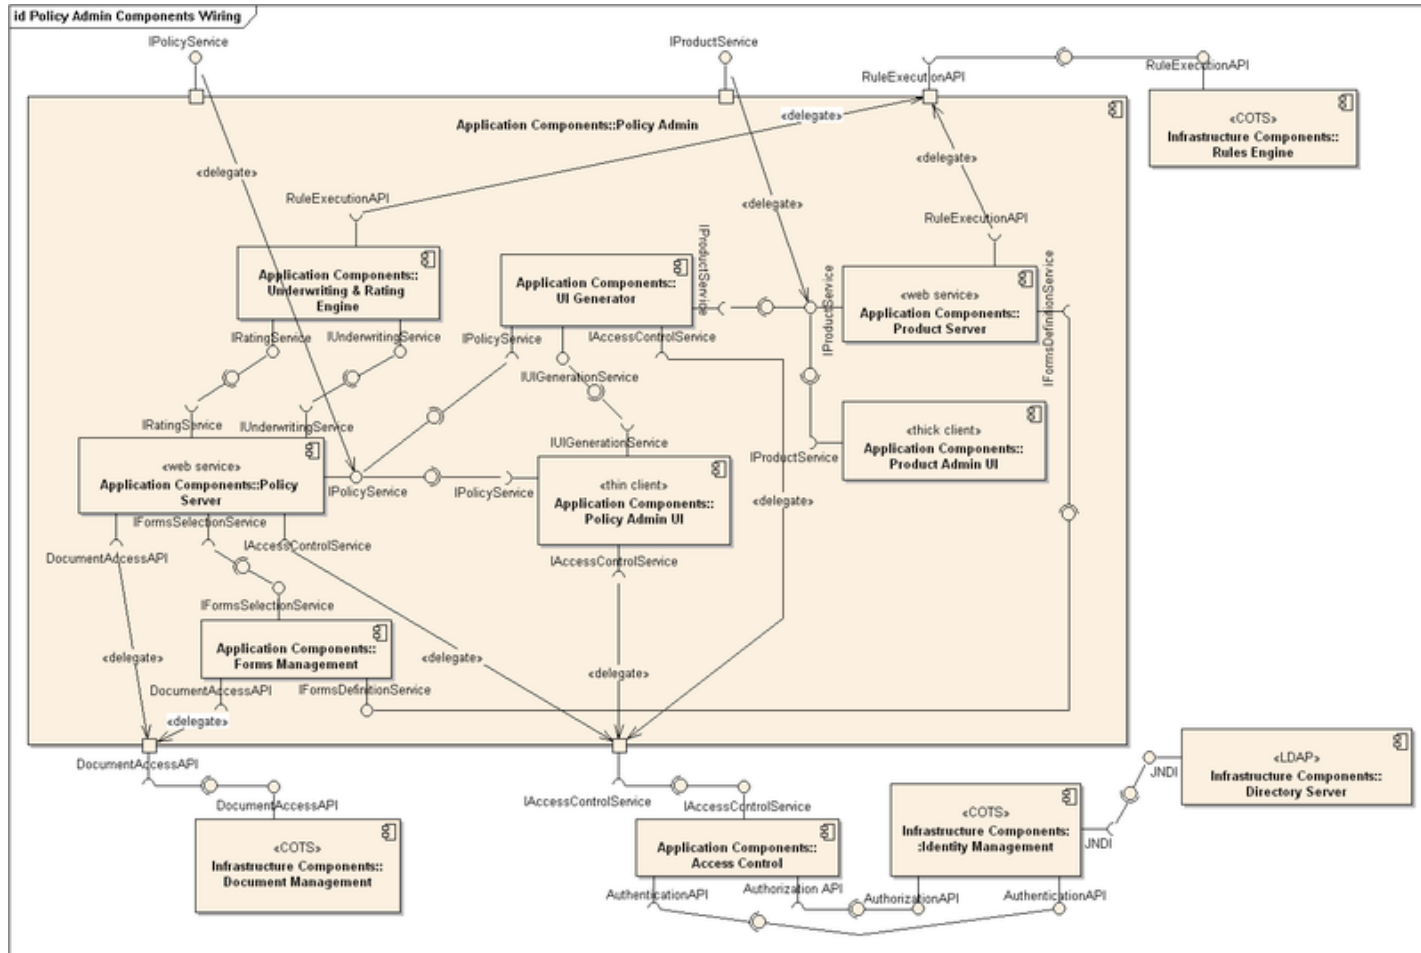 id Policy Admin Components Wiring
IPolicyService
IProductService
RuleExecutionAPI
RuleExecutionAPI
«COTS»
Infrastructure Components::
Rules Engine
Application Components::Policy Admin
«delegate»
«delegate»
«delegate»
«delegate»
RuleExecutionAPI
RuleExecutionAPI
Application Components::
Underwriting & Rating
Engine
Application Components::
UI Generator
IProductService
IProductService
«web service»
Application Components::
Product Server
IFormsDefinitionService
IRatingService
IUnderwritingService
IPolicyService
IAccessControlService
IUIGenerationService
IRatingService
IUnderwritingService
IUIGenerationService
IProductService
«thick client»
Application Components::
Product Admin UI
«web service»
Application Components::Policy
Server
IPolicyService
IPolicyService
«thin client»
Application Components::
Policy Admin UI
«delegate»
IFormsSelectionService
DocumentAccessAPI
IAccessControlService
IAccessControlService
IFormsSelectionService
Application Components::
Forms Management
«delegate»
«delegate»
«delegate»
DocumentAccessAPI
IFormsDefinitionService
«delegate»
DocumentAccessAPI
DocumentAccessAPI
IAccessControlService
IAccessControlService
JNDI
«LDAP»
Infrastructure Components::
Directory Server
«COTS»
Infrastructure Components::
Document Management
Application Components::
Access Control
«COTS»
Infrastructure Components:
:Identity Management
JNDI
AuthenticationAPI
Authorization API
AuthorizationAPI
AuthenticationAPI